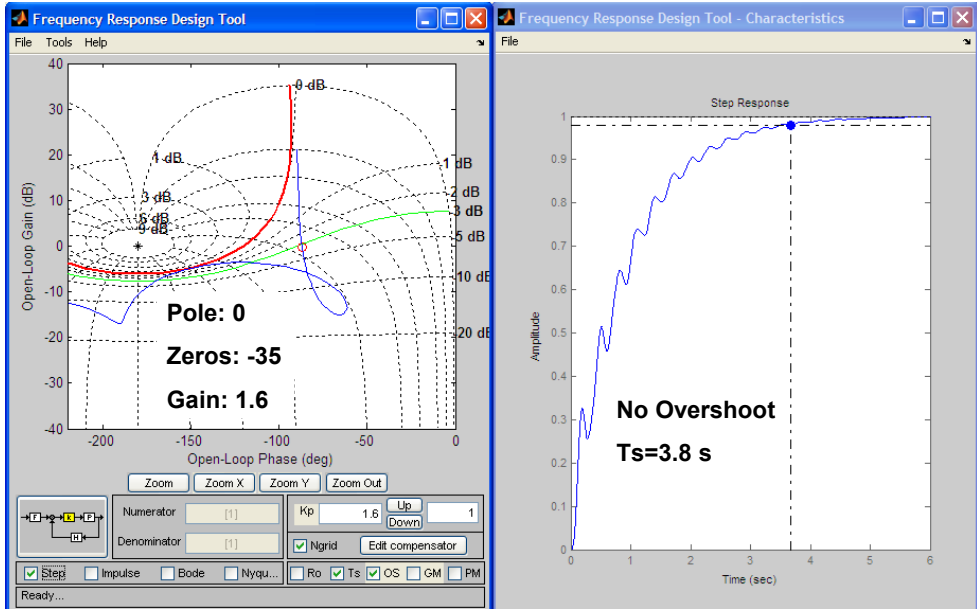 Frequency Response Design Tool
File Tools Help
40
30
20
10
0
-10
-20
-30
-40
Open-Loop Gain (dB)
0 dB
1 dB
3 dB
6 dB
9 dB
-1 dB
-2 dB
-3 dB
-5 dB
-10 dB
-20 dB
Pole: 0
Zeros: -35
Gain: 1.6
-200 -150 -100 -50 0
Open-Loop Phase (deg)
Zoom Zoom X Zoom Y Zoom Out
F k P
H
Numerator [1]
Denominator [1]
Kp 1.6 Up Down 1
Ngrid Edit compensator
Step Impulse Bode Nyqu... Ro Ts OS GM PM
Ready...
Frequency Response Design Tool - Characteristics
File
Step Response
1
0.9
0.8
0.7
0.6
0.5
0.4
0.3
0.2
0.1
0
Amplitude
No Overshoot
Ts=3.8 s
0 1 2 3 4 5 6
Time (sec)